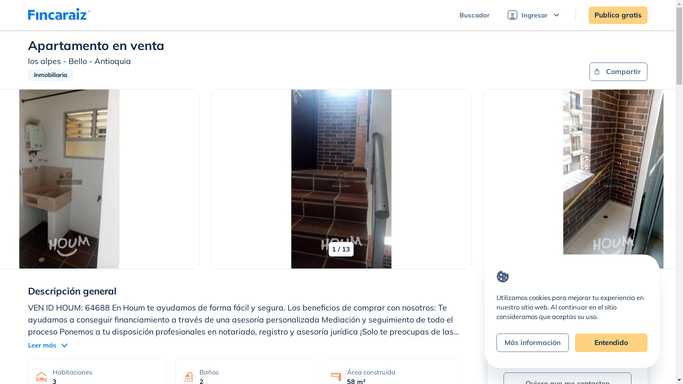 Fincaraiz
Buscador
Ingresar
Publica gratis
Apartamento en venta
los alpes - Bello - Antioquia
Inmobiliaria
Compartir
HOUM
HOUM
1 / 13
HOUM
Descripción general
VEN ID HOUM: 64688 En Houm te ayudamos de forma fácil y segura. Los beneficios de comprar con nosotros: Te
ayudamos a conseguir financiamiento a través de una asesoría personalizada Mediación y seguimiento de todo el
proceso Ponemos a tu disposición profesionales en notariado, registro y asesoría jurídica ¡Solo te preocupas de las...
Leer más
Habitaciones
3
Baños
2
Área construida
58 m²
Utilizamos cookies para mejorar tu experiencia en
nuestro sitio web. Al continuar en el sitio
consideramos que aceptas su uso.
Más información
Entendido
Quiero que me contacten